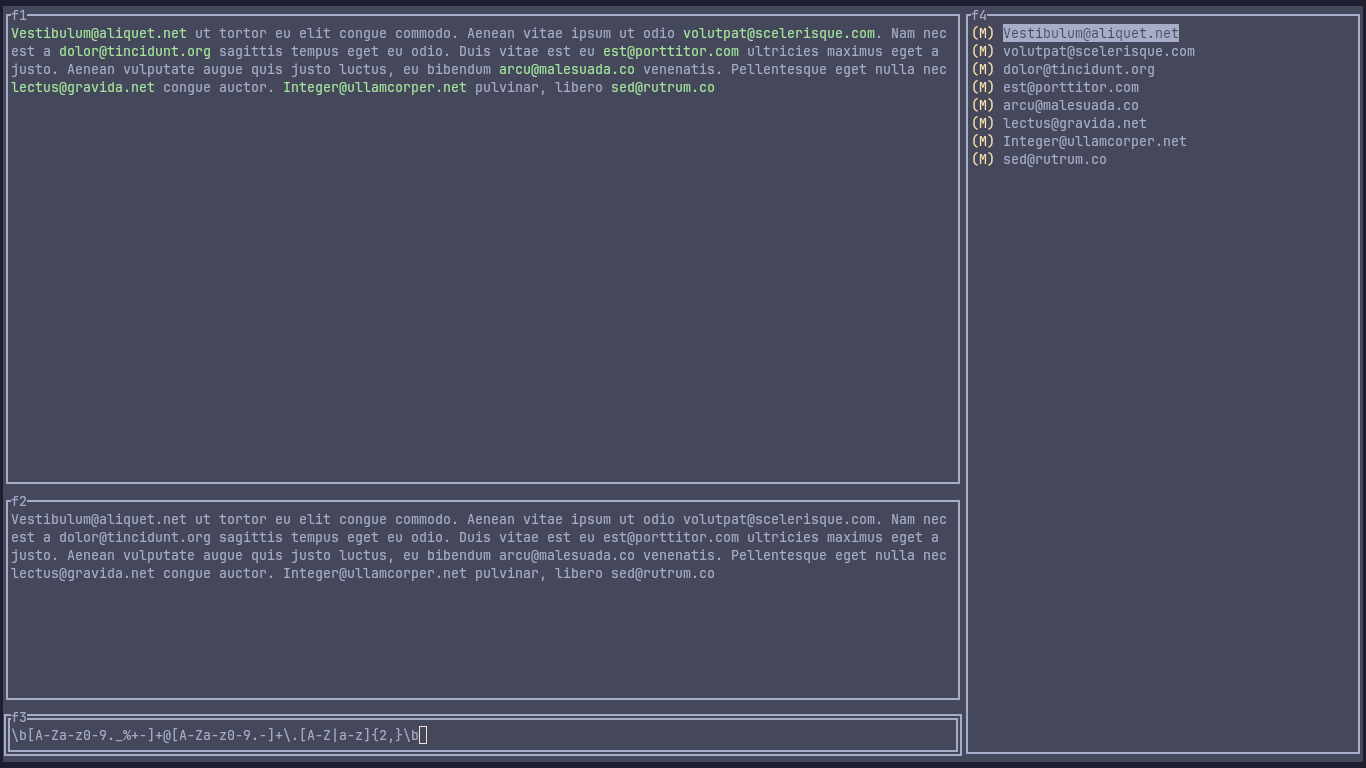 f1
Vestibulum@aliquet.net ut tortor eu elit congue commodo. Aenean vitae ipsum ut odio volutpat@scelerisque.com. Nam nec
est a dolor@tincidunt.org sagittis tempus eget eu odio. Duis vitae est eu est@porttitor.com ultricies maximus eget a
justo. Aenean vulputate augue quis justo luctus, eu bibendum arcu@malesuada.co venenatis. Pellentesque eget nulla nec
lectus@gravida.net congue auctor. Integer@ullamcorper.net pulvinar, libero sed@rutrum.co
f2
Vestibulum@aliquet.net ut tortor eu elit congue commodo. Aenean vitae ipsum ut odio volutpat@scelerisque.com. Nam nec
est a dolor@tincidunt.org sagittis tempus eget eu odio. Duis vitae est eu est@porttitor.com ultricies maximus eget a
justo. Aenean vulputate augue quis justo luctus, eu bibendum arcu@malesuada.co venenatis. Pellentesque eget nulla nec
lectus@gravida.net congue auctor. Integer@ullamcorper.net pulvinar, libero sed@rutrum.co
f3
\b[A-Za-z0-9._%+-]+@[A-Za-z0-9.-]+\.[A-Z|a-z]{2,}\b
f4
(M) Vestibulum@aliquet.net
(M) volutpat@scelerisque.com
(M) dolor@tincidunt.org
(M) est@porttitor.com
(M) arcu@malesuada.co
(M) lectus@gravida.net
(M) Integer@ullamcorper.net
(M) sed@rutrum.co